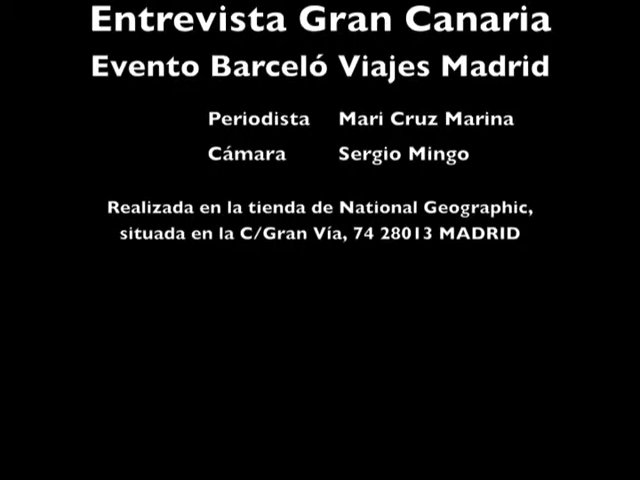 Entrevista Gran Canaria
Evento Barceló Viajes Madrid
Periodista Mari Cruz Marina
Cámara Sergio Mingo
Realizada en la tienda de National Geographic,
situada en la C/Gran Vía, 74 28013 MADRID